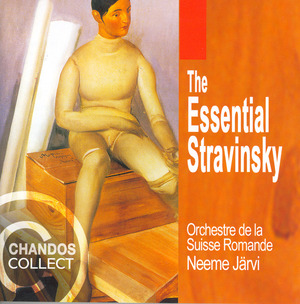 The
Essential
Stravinsky
Orchestre de la
Suisse Romande
Neeme Järvi
CHANDOS
COLLECT